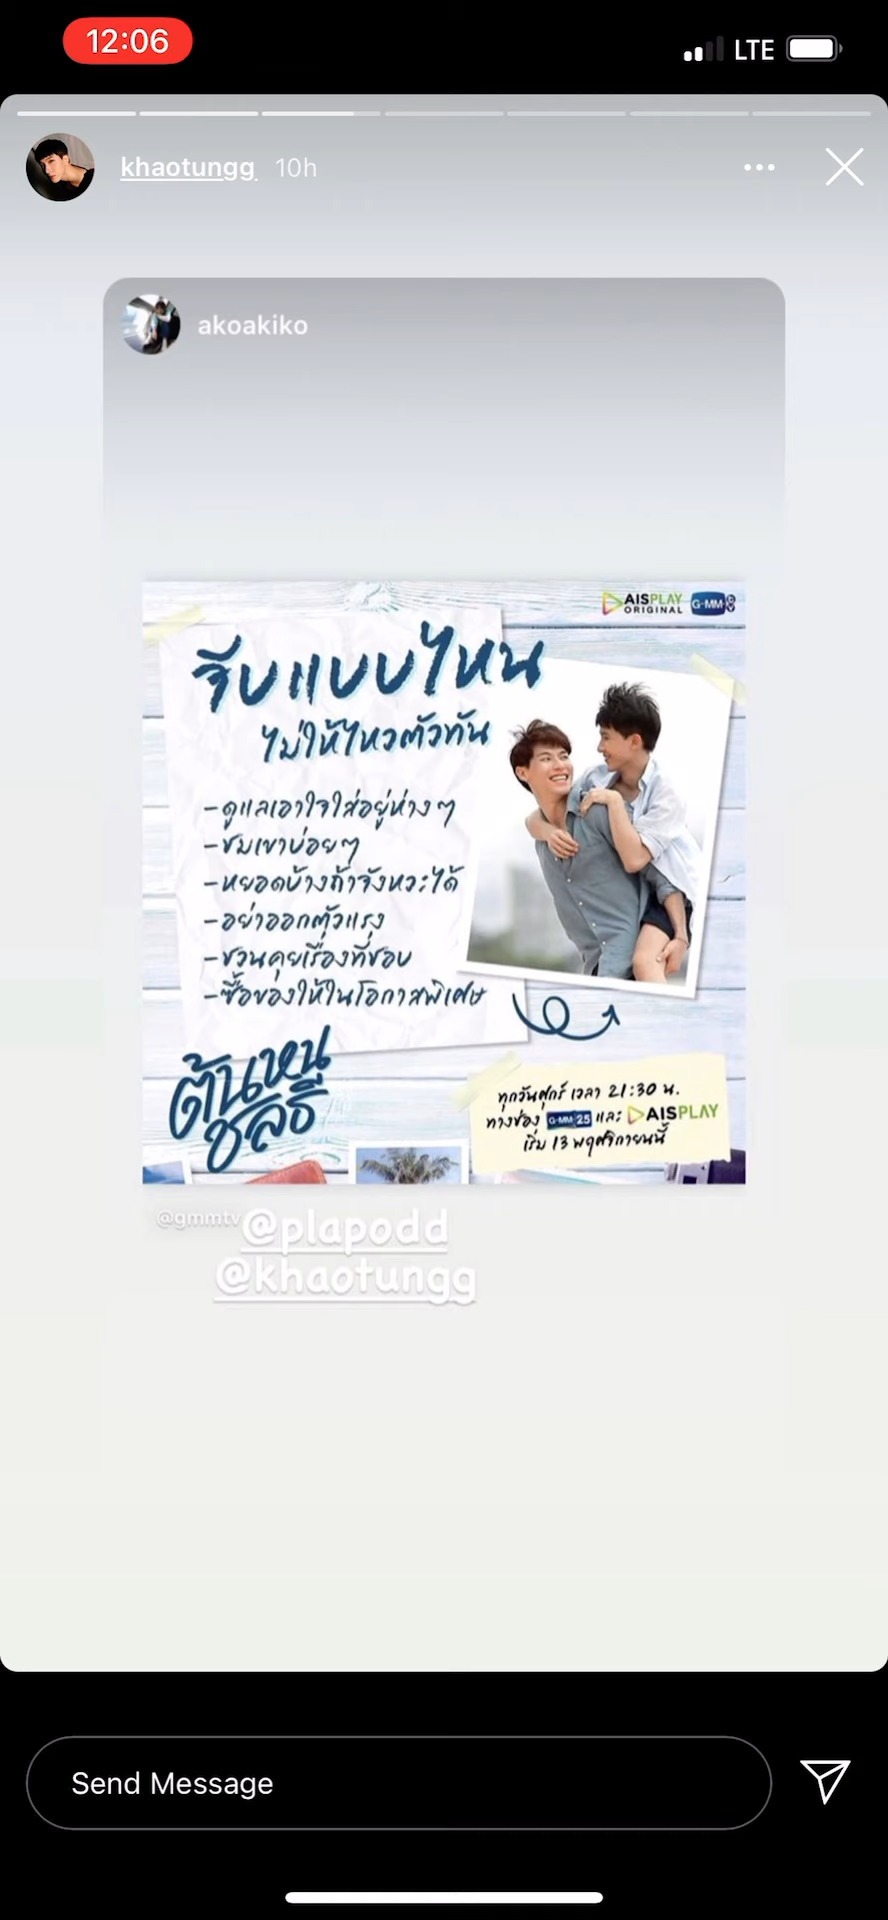 12:06
LTE
khaotungg 10h
akoakiko
AISPLAY
ORIGINAL
GMMTV
จีบแบบไหน
ไม่ให้ไหวตัวทัน
-ดูแลเอาใจใส่อยู่ห่างๆ
-ชมเขาบ่อยๆ
-หยอดบ้างถ้าจังหวะได้
-อย่าออกตัวแรง
-ชวนคุยเรื่องที่ชอบ
-ซื้อของให้ในโอกาสพิเศษ
ต้นหน
ชลธี
ทุกวันศุกร์ เวลา 21:30 น.
ทางช่อง GMM 25 และ AISPLAY
เริ่ม 13 พฤศจิกายนนี้
@gmmtv @plapodd
@khaotungg
Send Message